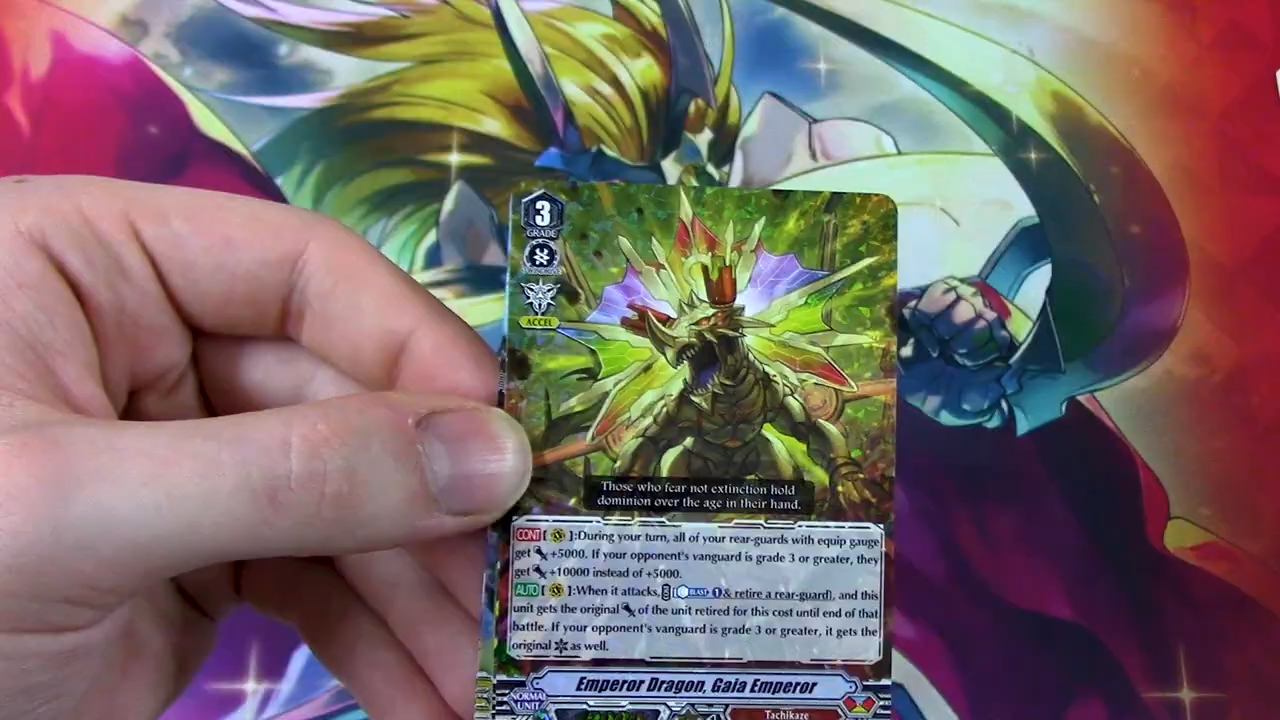 3
GRADE
ACCEL
Those who fear not extinction hold
dominion over the age in their hand.
CONT [ ]:During your turn, all of your rear-guards with equip gauge
get +5000. If your opponent's vanguard is grade 3 or greater, they
get +10000 instead of +5000.
AUTO [ ]:When it attacks, [ BLAST 1 & retire a rear-guard], and this
unit gets the original of the unit retired for this cost until end of that
battle. If your opponent's vanguard is grade 3 or greater, it gets the
original as well.
Emperor Dragon, Gaia Emperor
NORMAL
UNIT
Tachikaze